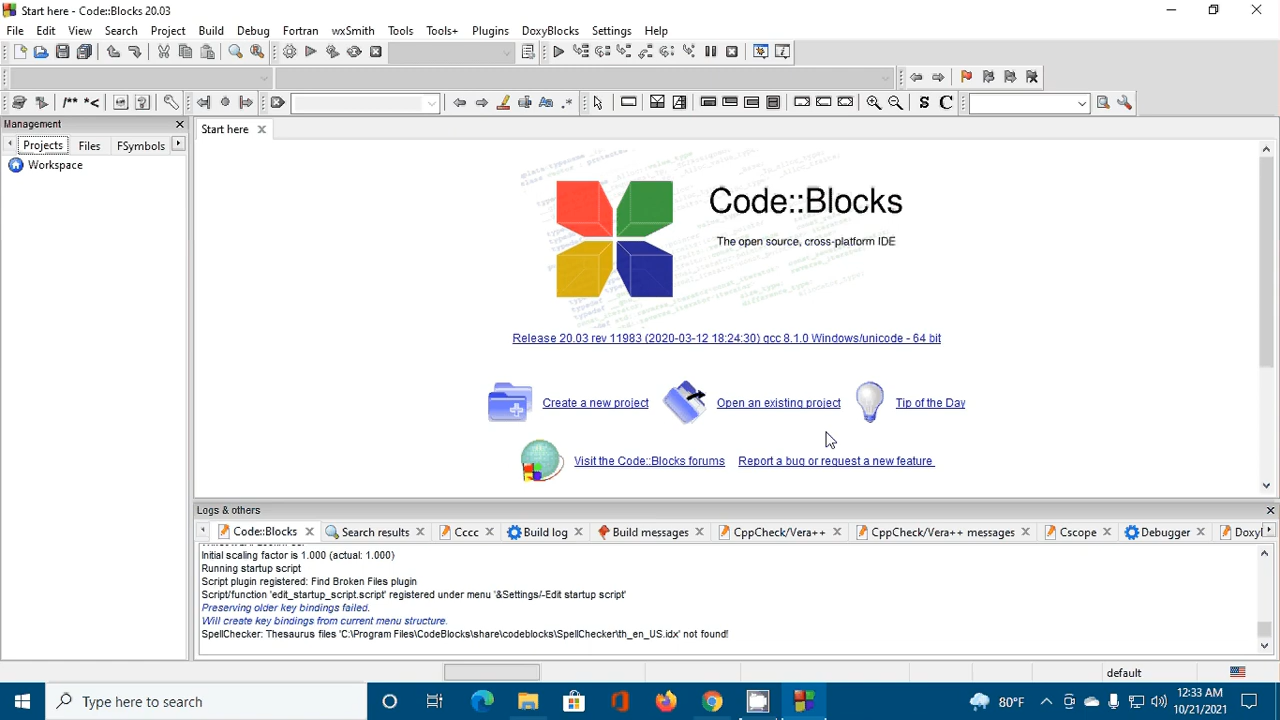 Start here - Code::Blocks 20.03
File Edit View Search Project Build Debug Fortran wxSmith Tools Tools+ Plugins DoxyBlocks Settings Help
/** *<
.*
S C
Management
Start here
Projects Files FSymbols
Workspace
Code::Blocks
The open source, cross-platform IDE
Release 20.03 rev 11983 (2020-03-12 18:24:30) gcc 8.1.0 Windows/unicode - 64 bit
Create a new project Open an existing project Tip of the Day
Visit the Code::Blocks forums Report a bug or request a new feature
Logs & others
Code::Blocks Search results Cccc Build log Build messages CppCheck/Vera++ CppCheck/Vera++ messages Cscope Debugger Doxyl
Initial scaling factor is 1.000 (actual: 1.000)
Running startup script
Script plugin registered: Find Broken Files plugin
Script/function 'edit_startup_script.script' registered under menu '&Settings/-Edit startup script'
Preserving older key bindings failed.
Will create key bindings from current menu structure.
SpellChecker: Thesaurus files 'C:\Program Files\CodeBlocks\share\codeblocks\SpellChecker\th_en_US.idx' not found!
default
Type here to search
80°F
12:33 AM
10/21/2021